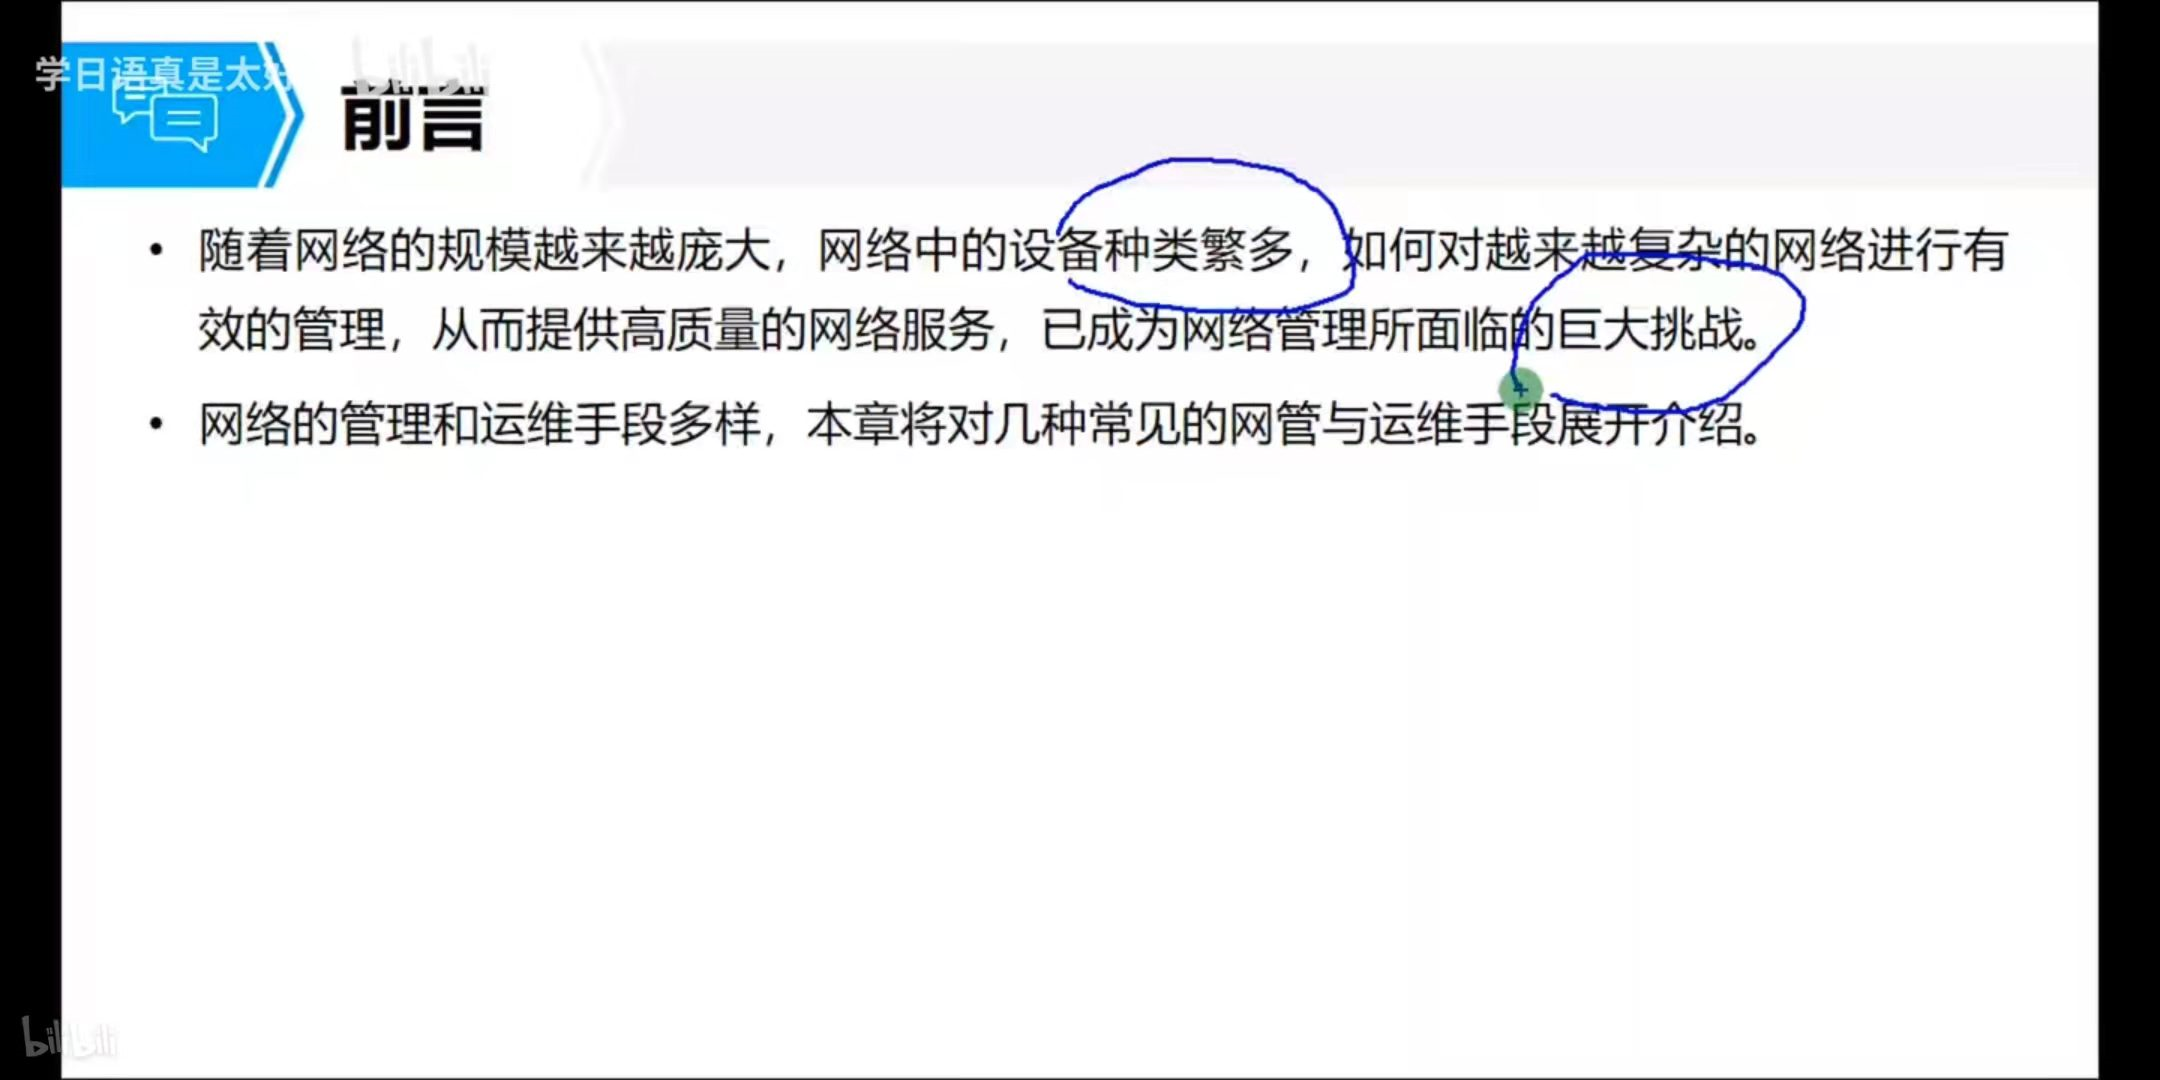 学日语真是太好
bilibili
前言
• 随着网络的规模越来越庞大，网络中的设备种类繁多，如何对越来越复杂的网络进行有
效的管理，从而提供高质量的网络服务，已成为网络管理所面临的巨大挑战。
• 网络的管理和运维手段多样，本章将对几种常见的网管与运维手段展开介绍。
bilibili